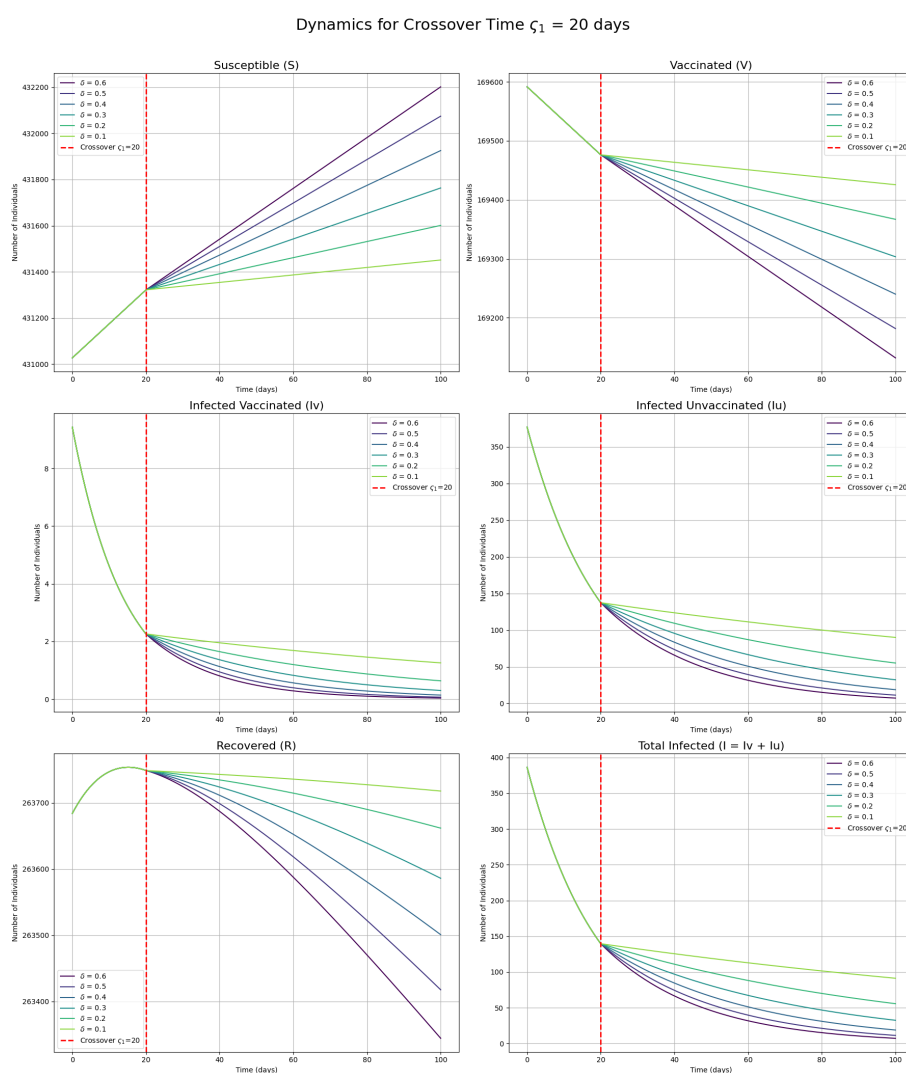 Dynamics for Crossover Time ς₁ = 20 days
Susceptible (S)
432200
432000
431800
431600
431400
431200
431000
Number of Individuals
δ = 0.6
δ = 0.5
δ = 0.4
δ = 0.3
δ = 0.2
δ = 0.1
Crossover ς₁=20
0 20 40 60 80 100
Time (days)
Vaccinated (V)
169600
169500
169400
169300
169200
Number of Individuals
δ = 0.6
δ = 0.5
δ = 0.4
δ = 0.3
δ = 0.2
δ = 0.1
Crossover ς₁=20
0 20 40 60 80 100
Time (days)
Infected Vaccinated (Iv)
8
6
4
2
0
Number of Individuals
δ = 0.6
δ = 0.5
δ = 0.4
δ = 0.3
δ = 0.2
δ = 0.1
Crossover ς₁=20
0 20 40 60 80 100
Time (days)
Infected Unvaccinated (Iu)
350
300
250
200
150
100
50
0
Number of Individuals
δ = 0.6
δ = 0.5
δ = 0.4
δ = 0.3
δ = 0.2
δ = 0.1
Crossover ς₁=20
0 20 40 60 80 100
Time (days)
Recovered (R)
263700
263600
263500
263400
Number of Individuals
δ = 0.6
δ = 0.5
δ = 0.4
δ = 0.3
δ = 0.2
δ = 0.1
Crossover ς₁=20
0 20 40 60 80 100
Time (days)
Total Infected (I = Iv + Iu)
400
350
300
250
200
150
100
50
0
Number of Individuals
δ = 0.6
δ = 0.5
δ = 0.4
δ = 0.3
δ = 0.2
δ = 0.1
Crossover ς₁=20
0 20 40 60 80 100
Time (days)